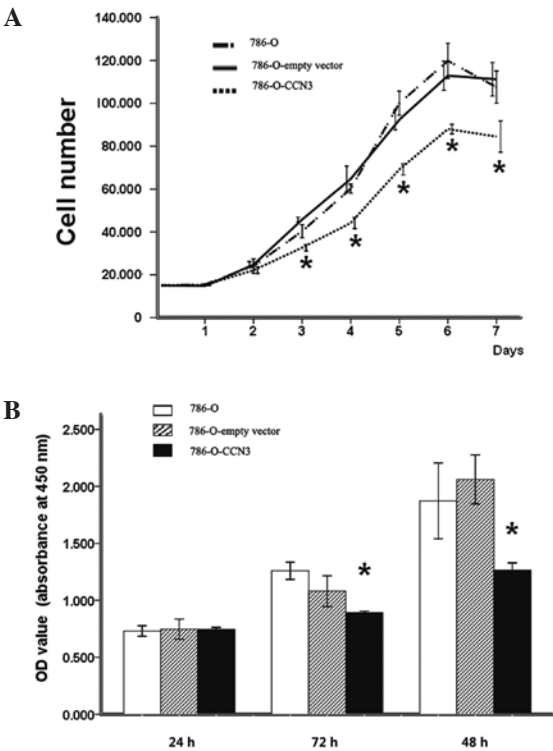 A
140.000
120.000
100.000
80.000
60.000
40.000
20.000
0
Cell number
786-O
786-O-empty vector
786-O-CCN3
*
*
*
*
*
1 2 3 4 5 6 7
Days
B
2.500
2.000
1.500
1.000
0.500
0.000
OD value (absorbance at 450 nm)
786-O
786-O-empty vector
786-O-CCN3
*
*
24 h 72 h 48 h